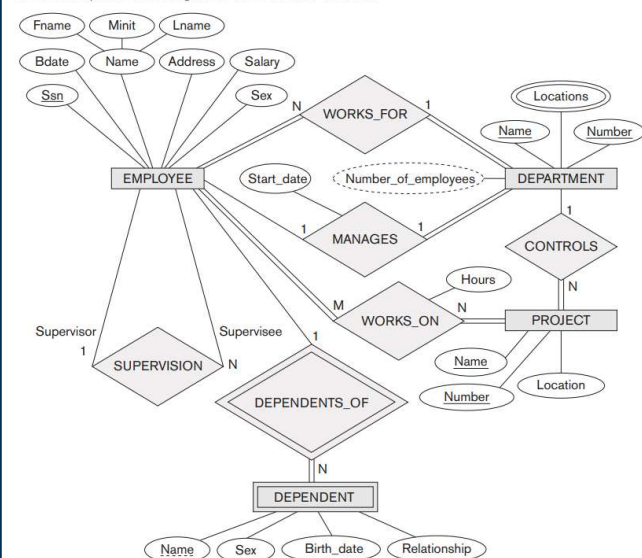 Fname Minit Lname
Bdate Name Address Salary
Ssn Sex
N WORKS_FOR 1
Locations
Name Number
EMPLOYEE
Start_date
Number_of_employees
DEPARTMENT
1 MANAGES 1
1
CONTROLS
N
Hours
M WORKS_ON N
PROJECT
Supervisor
1
Supervisee
N
SUPERVISION
Name
Number
Location
1
DEPENDENTS_OF
N
DEPENDENT
Name Sex Birth_date Relationship